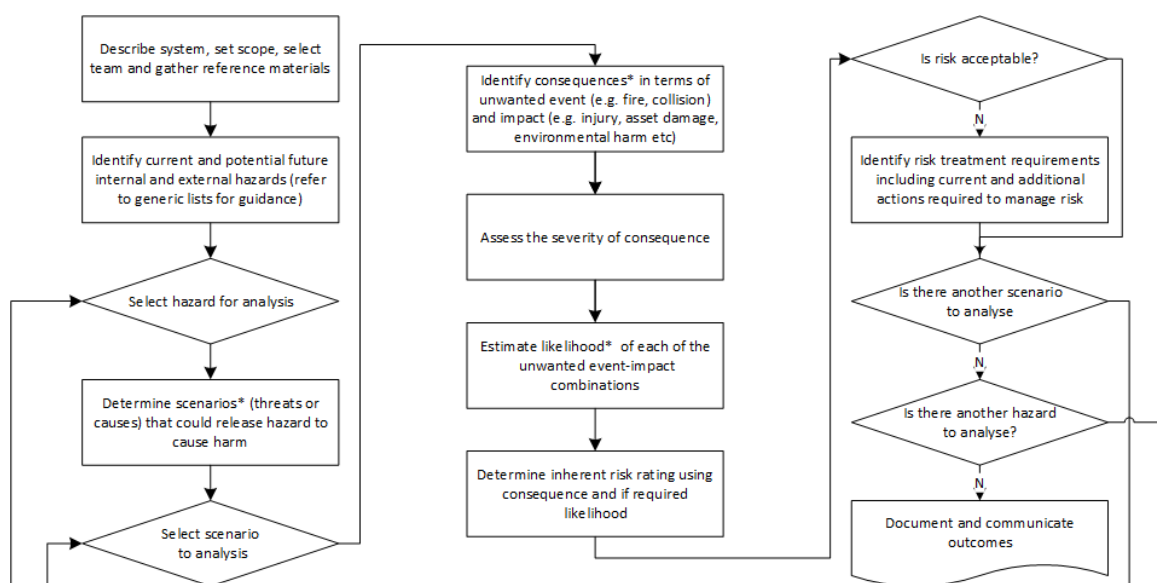 Describe system, set scope, select
team and gather reference materials
Identify current and potential future
internal and external hazards (refer
to generic lists for guidance)
Select hazard for analysis
Determine scenarios* (threats or
causes) that could release hazard to
cause harm
Select scenario
to analysis
Identify consequences* in terms of
unwanted event (e.g. fire, collision)
and impact (e.g. injury, asset damage,
environmental harm etc)
Assess the severity of consequence
Estimate likelihood* of each of the
unwanted event-impact
combinations
Determine inherent risk rating using
consequence and if required
likelihood
Is risk acceptable?
N
Identify risk treatment requirements
including current and additional
actions required to manage risk
Is there another scenario
to analyse
N
Is there another hazard
to analyse?
N
Document and communicate
outcomes